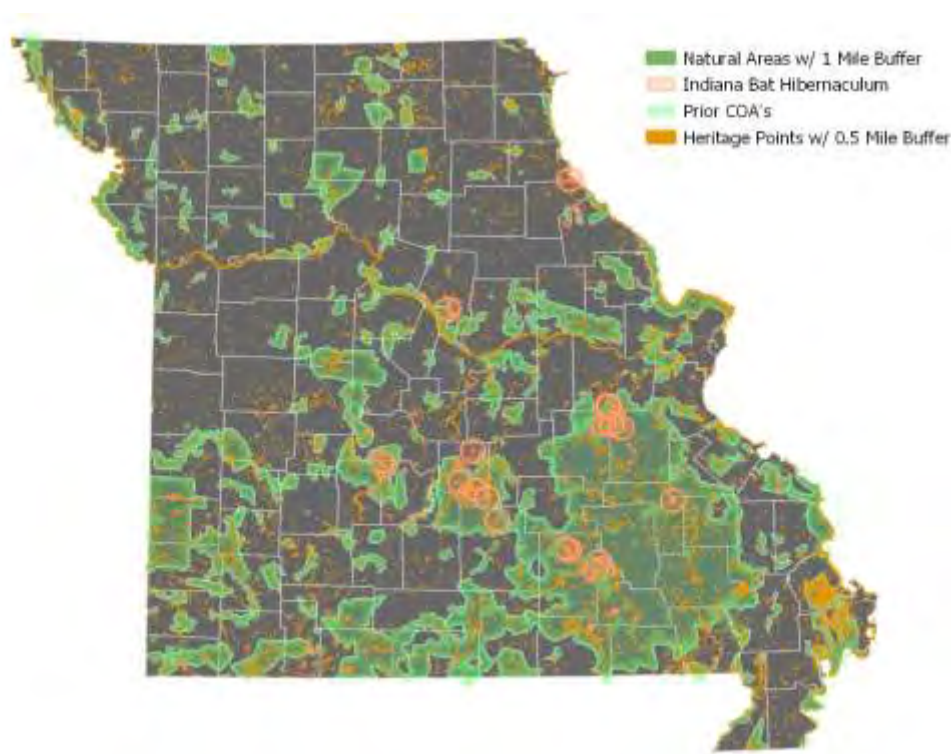 Natural Areas w/ 1 Mile Buffer
Indiana Bat Hibernaculum
Prior COA's
Heritage Points w/ 0.5 Mile Buffer